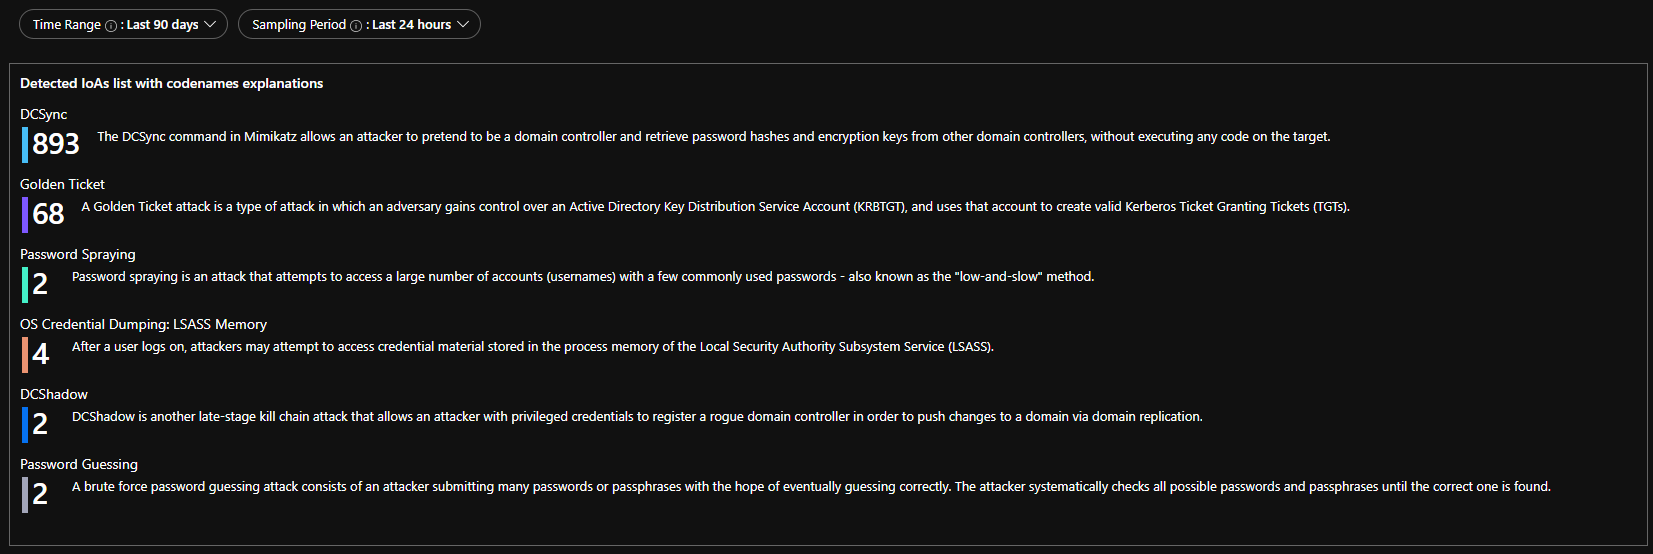 Time Range : Last 90 days
Sampling Period : Last 24 hours
Detected IoAs list with codenames explanations
DCSync
893 The DCSync command in Mimikatz allows an attacker to pretend to be a domain controller and retrieve password hashes and encryption keys from other domain controllers, without executing any code on the target.
Golden Ticket
68 A Golden Ticket attack is a type of attack in which an adversary gains control over an Active Directory Key Distribution Service Account (KRBTGT), and uses that account to create valid Kerberos Ticket Granting Tickets (TGTs).
Password Spraying
2 Password spraying is an attack that attempts to access a large number of accounts (usernames) with a few commonly used passwords - also known as the "low-and-slow" method.
OS Credential Dumping: LSASS Memory
4 After a user logs on, attackers may attempt to access credential material stored in the process memory of the Local Security Authority Subsystem Service (LSASS).
DCShadow
2 DCShadow is another late-stage kill chain attack that allows an attacker with privileged credentials to register a rogue domain controller in order to push changes to a domain via domain replication.
Password Guessing
2 A brute force password guessing attack consists of an attacker submitting many passwords or passphrases with the hope of eventually guessing correctly. The attacker systematically checks all possible passwords and passphrases until the correct one is found.